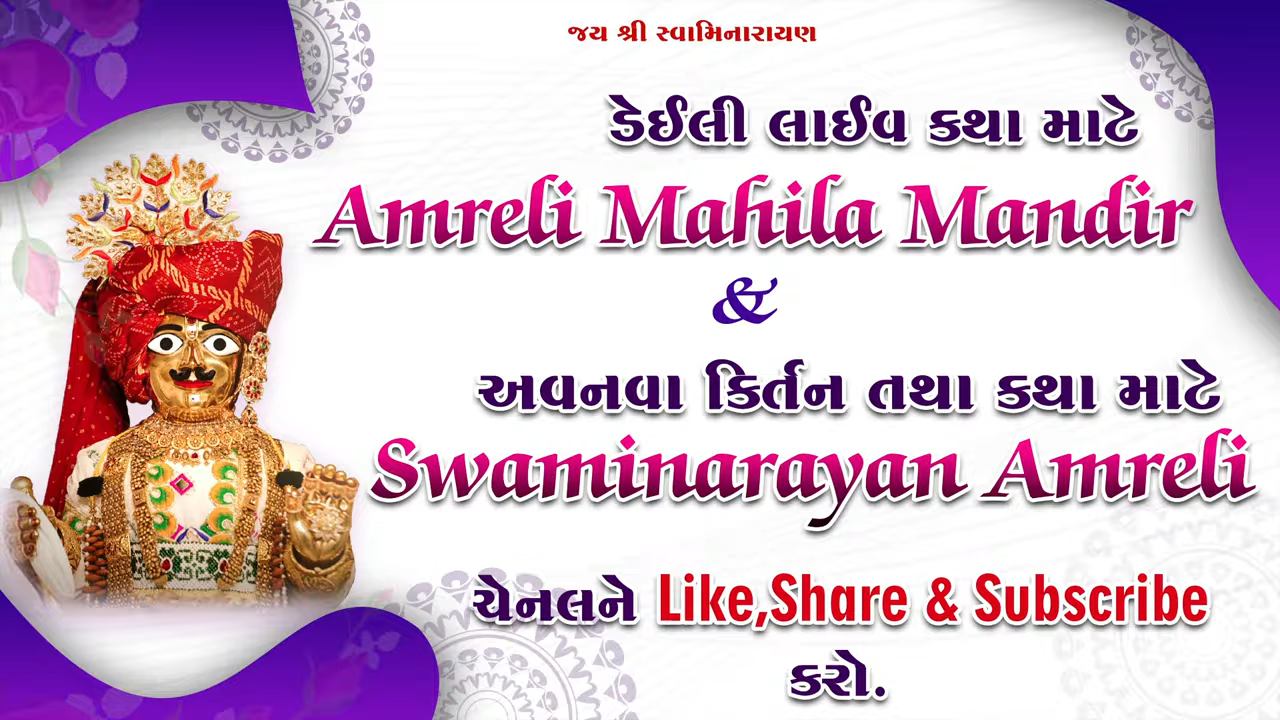 જય શ્રી સ્વામિનારાયણ
ડેઈલી લાઈવ કથા માટે
Amreli Mahila Mandir
&
અવનવા કિર્તન તથા કથા માટે
Swaminarayan Amreli
ચેનલને Like,Share & Subscribe
કરો.